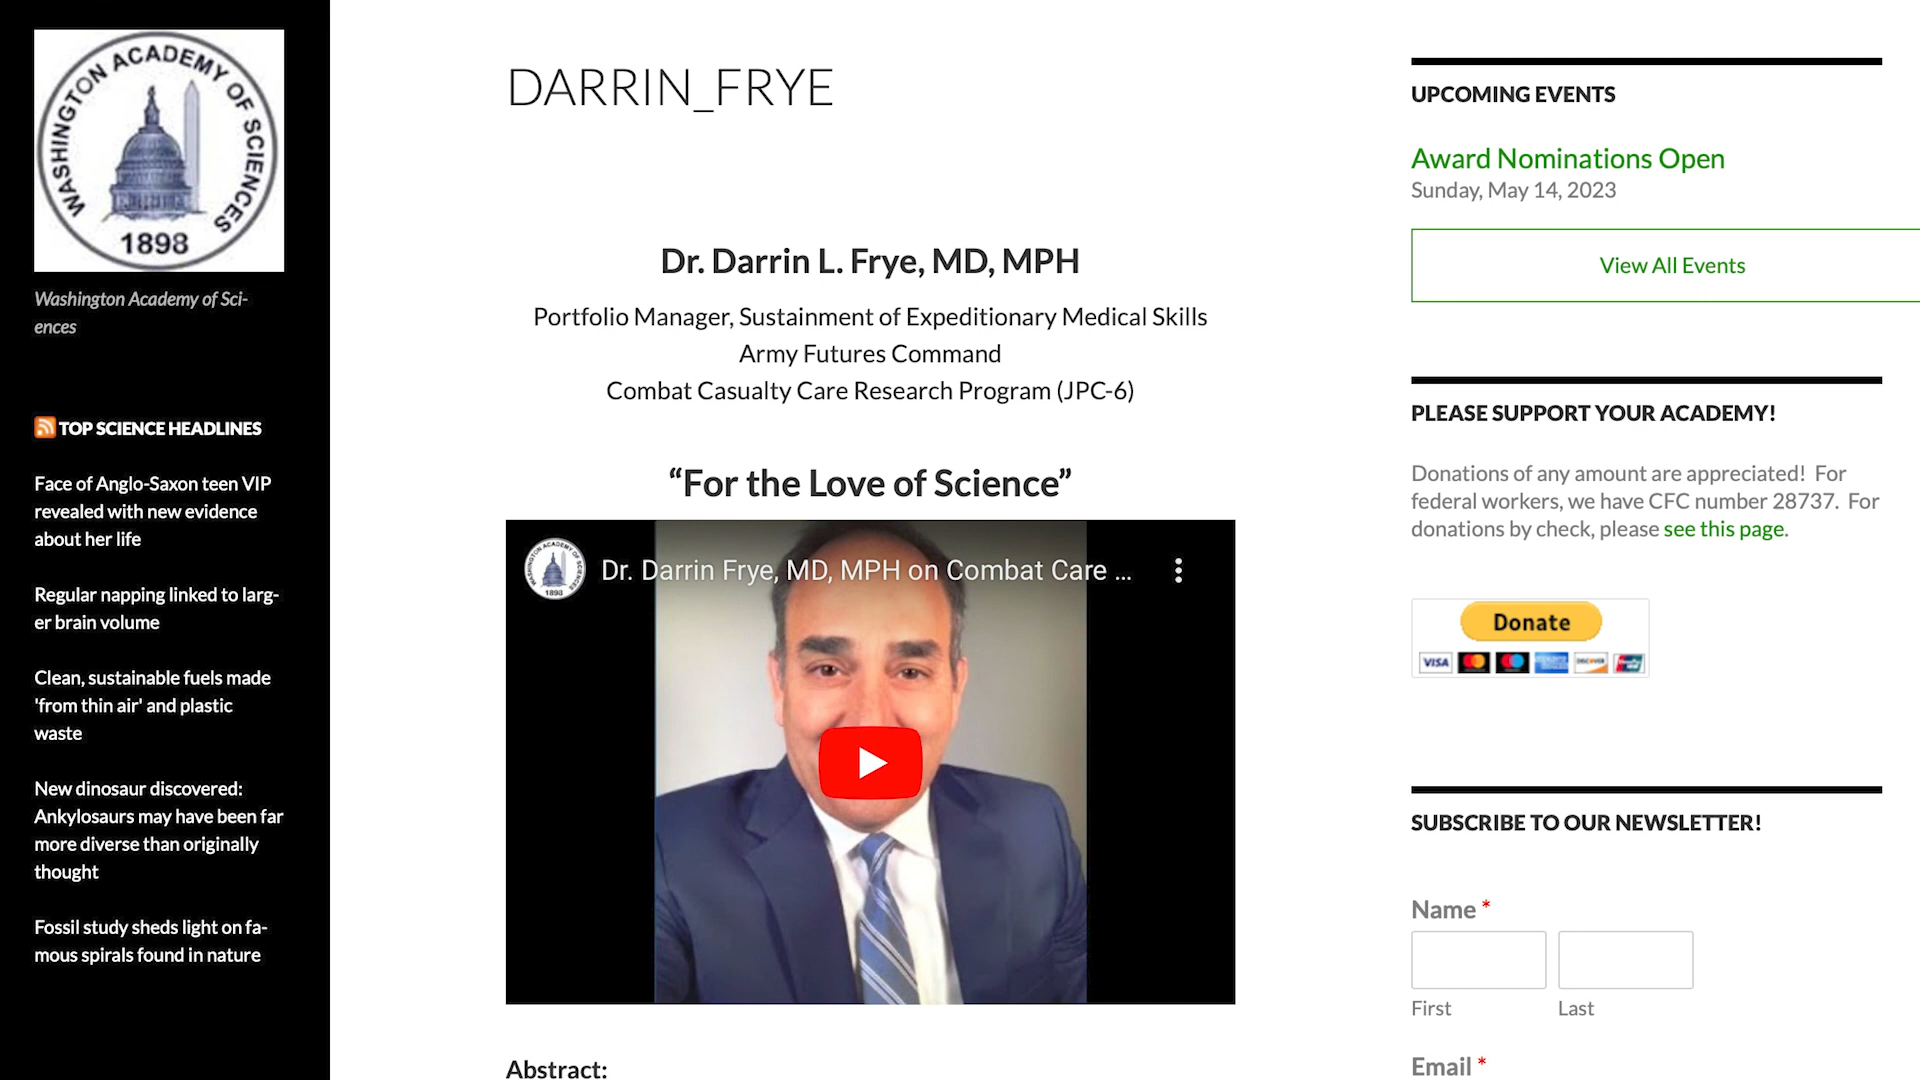 WASHINGTON ACADEMY OF SCIENCES
1898
Washington Academy of Sci-
ences
TOP SCIENCE HEADLINES
Face of Anglo-Saxon teen VIP
revealed with new evidence
about her life
Regular napping linked to larg-
er brain volume
Clean, sustainable fuels made
'from thin air' and plastic
waste
New dinosaur discovered:
Ankylosaurs may have been far
more diverse than originally
thought
Fossil study sheds light on fa-
mous spirals found in nature
DARRIN_FRYE
Dr. Darrin L. Frye, MD, MPH
Portfolio Manager, Sustainment of Expeditionary Medical Skills
Army Futures Command
Combat Casualty Care Research Program (JPC-6)
“For the Love of Science”
WASHINGTON ACADEMY OF SCIENCES
1898
Dr. Darrin Frye, MD, MPH on Combat Care ...
Abstract:
UPCOMING EVENTS
Award Nominations Open
Sunday, May 14, 2023
View All Events
PLEASE SUPPORT YOUR ACADEMY!
Donations of any amount are appreciated!  For
federal workers, we have CFC number 28737.  For
donations by check, please see this page.
Donate
VISA
DISCOVER
SUBSCRIBE TO OUR NEWSLETTER!
Name *
First Last
Email *